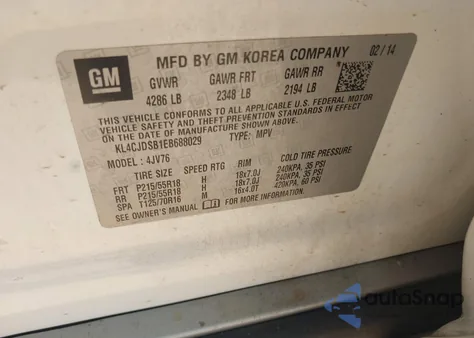 GM
MFD BY GM KOREA COMPANY 02/14
GVWR GAWR FRT GAWR RR
4286 LB 2348 LB 2194 LB
THIS VEHICLE CONFORMS TO ALL APPLICABLE U.S. FEDERAL MOTOR
VEHICLE SAFETY, BUMPER, AND THEFT PREVENTION STANDARDS IN EFFECT
ON THE DATE OF MANUFACTURE SHOWN ABOVE.
KL4CJDSB1EB688029 TYPE: MPV
MODEL: 4JV76
TIRE SIZE SPEED RTG RIM COLD TIRE PRESSURE
FRT P215/55R18 H 18x7.0J 240KPA, 35 PSI
RR P215/55R18 H 18x7.0J 240KPA, 35 PSI
SPA T125/70R16 M 16x4.0T 420KPA, 60 PSI
SEE OWNER'S MANUAL
AutoSnap